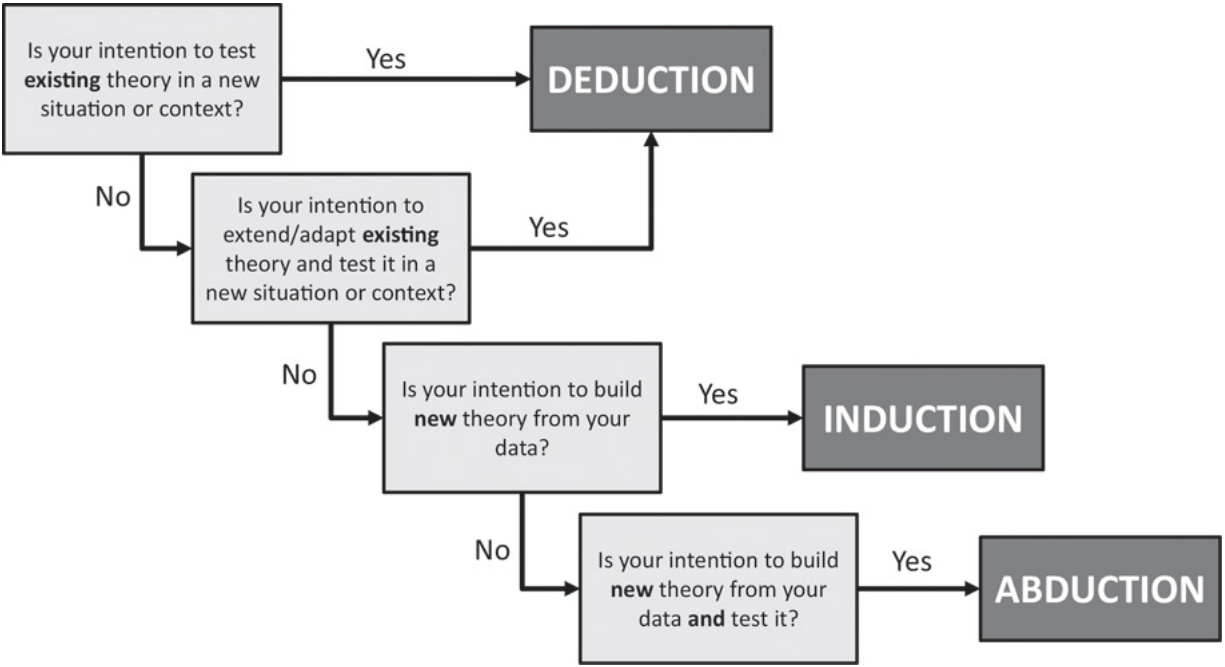 Is your intention to test
existing theory in a new
situation or context?
Yes
DEDUCTION
No
Is your intention to
extend/adapt existing
theory and test it in a
new situation or context?
Yes
No
Is your intention to build
new theory from your
data?
Yes
INDUCTION
No
Is your intention to build
new theory from your
data and test it?
Yes
ABDUCTION